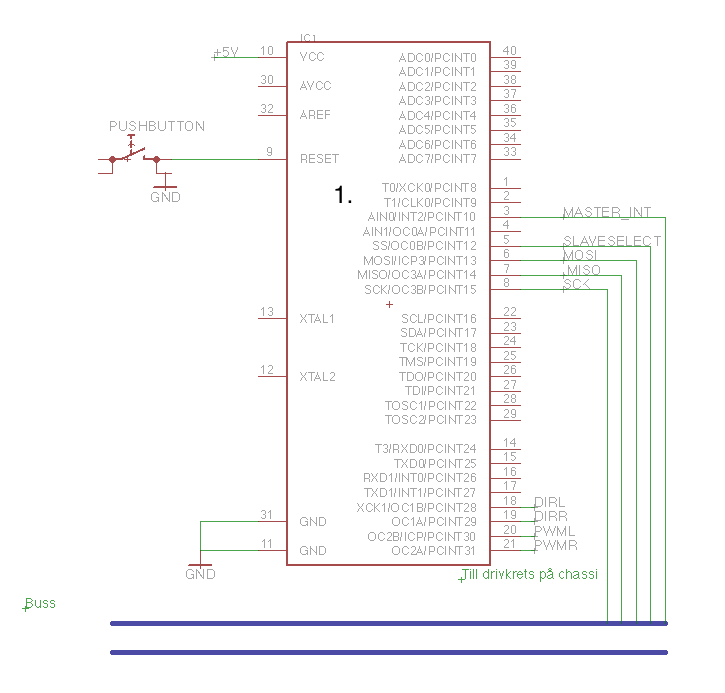 IC1
+5V 10 VCC ADC0/PCINT0 40
ADC1/PCINT1 39
30 AVCC ADC2/PCINT2 38
ADC3/PCINT3 37
32 AREF ADC4/PCINT4 36
PUSHBUTTON ADC5/PCINT5 35
ADC6/PCINT6 34
9 RESET ADC7/PCINT7 33
GND
1.
T0/XCK0/PCINT8 1
T1/CLK0/PCINT9 2
AIN0/INT2/PCINT10 3 MASTER_INT
AIN1/OC0A/PCINT11 4
SS/OC0B/PCINT12 5 SLAVESELECT
MOSI/ICP3/PCINT13 6 MOSI
MISO/OC3A/PCINT14 7 MISO
SCK/OC3B/PCINT15 8 SCK
13 XTAL1 SCL/PCINT16 22
SDA/PCINT17 23
TCK/PCINT18 24
TMS/PCINT19 25
12 XTAL2 TDO/PCINT20 26
TDI/PCINT21 27
TOSC1/PCINT22 28
TOSC2/PCINT23 29
T3/RXD0/PCINT24 14
TXD0/PCINT25 15
RXD1/INT0/PCINT26 16
TXD1/INT1/PCINT27 17
XCK1/OC1B/PCINT28 18 DIRL
31 GND OC1A/PCINT29 19 DIRR
OC2B/ICP/PCINT30 20 PWML
11 GND OC2A/PCINT31 21 PWMR
GND
Till drivkrets på chassi
Buss